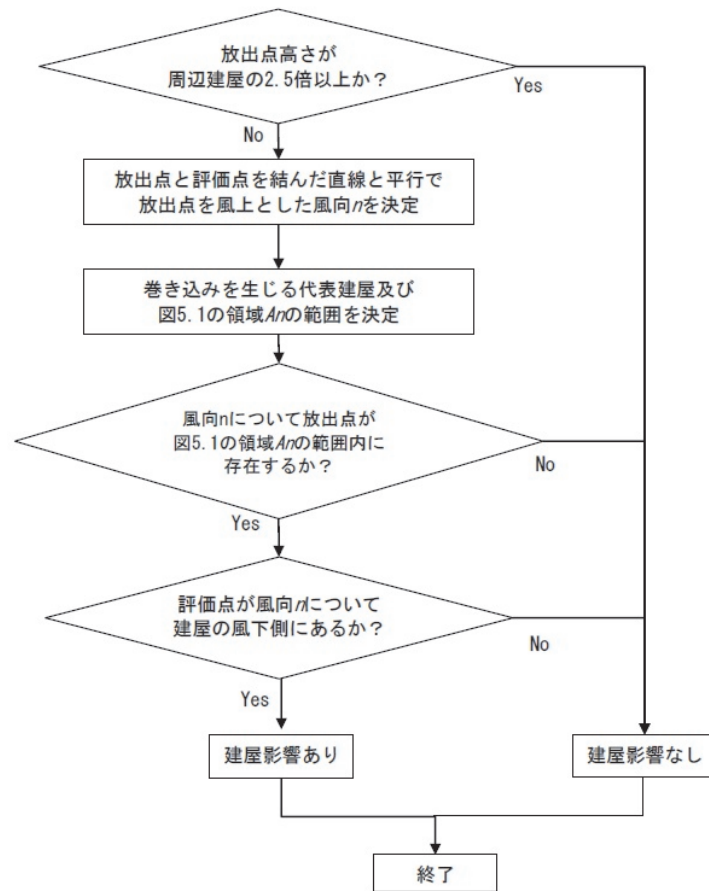 放出点高さが
周辺建屋の2.5倍以上か？
Yes
No
放出点と評価点を結んだ直線と平行で
放出点を風上とした風向nを決定
巻き込みを生じる代表建屋及び
図5.1の領域Anの範囲を決定
風向nについて放出点が
図5.1の領域Anの範囲内に
存在するか？
No
Yes
評価点が風向nについて
建屋の風下側にあるか？
No
Yes
建屋影響あり
建屋影響なし
終了